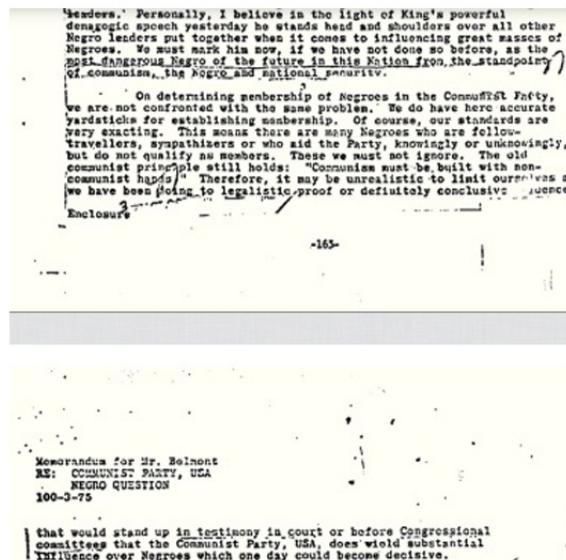 leaders.' Personally, I believe in the light of King's powerful
demagogic speech yesterday he stands head and shoulders over all other
Negro leaders put together when it comes to influencing great masses of
Negroes. We must mark him now, if we have not done so before, as the
most dangerous Negro of the future in this Nation from the standpoint
of communism, the Negro and national security.
On determining membership of Negroes in the Communist Party,
we are not confronted with the same problem. We do have here accurate
yardsticks for establishing membership. Of course, our standards are
very exacting. This means there are many Negroes who are fellow-
travellers, sympathizers or who aid the Party, knowingly or unknowingly,
but do not qualify as members. These we must not ignore. The old
communist principle still holds: "Communism must be built with non-
communist hands." Therefore, it may be unrealistic to limit ourselves
we have been doing to legalistic proof or definitely conclusive
Enclosure
-165-
Memorandum for Mr. Belmont
RE: COMMUNIST PARTY, USA
NEGRO QUESTION
100-3-75
that would stand up in testimony in court or before Congressional
committees that the Communist Party, USA, does wield substantial
influence over Negroes which one day could become decisive.